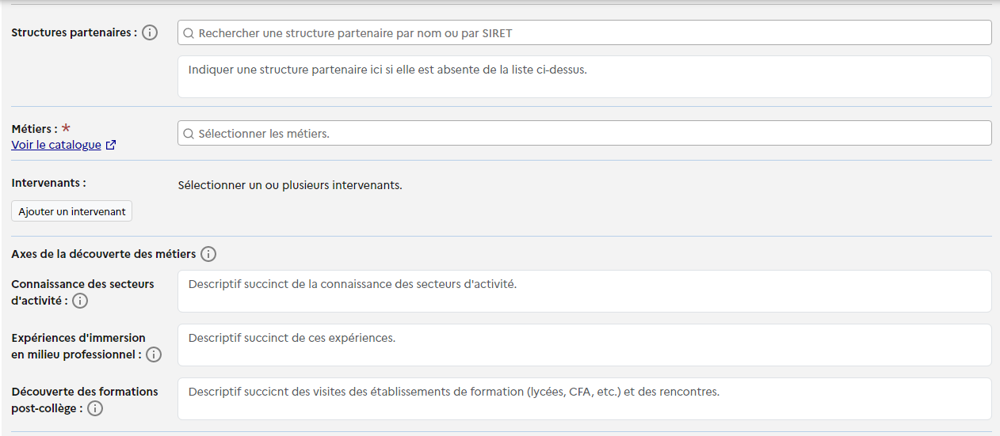 Structures partenaires :
Rechercher une structure partenaire par nom ou par SIRET
Indiquer une structure partenaire ici si elle est absente de la liste ci-dessus.
Métiers : *
Sélectionner les métiers.
Voir le catalogue
Intervenants :
Sélectionner un ou plusieurs intervenants.
Ajouter un intervenant
Axes de la découverte des métiers
Connaissance des secteurs
d'activité :
Descriptif succinct de la connaissance des secteurs d'activité.
Expériences d'immersion
en milieu professionnel :
Descriptif succinct de ces expériences.
Découverte des formations
post-collège :
Descriptif succicnt des visites des établissements de formation (lycées, CFA, etc.) et des rencontres.